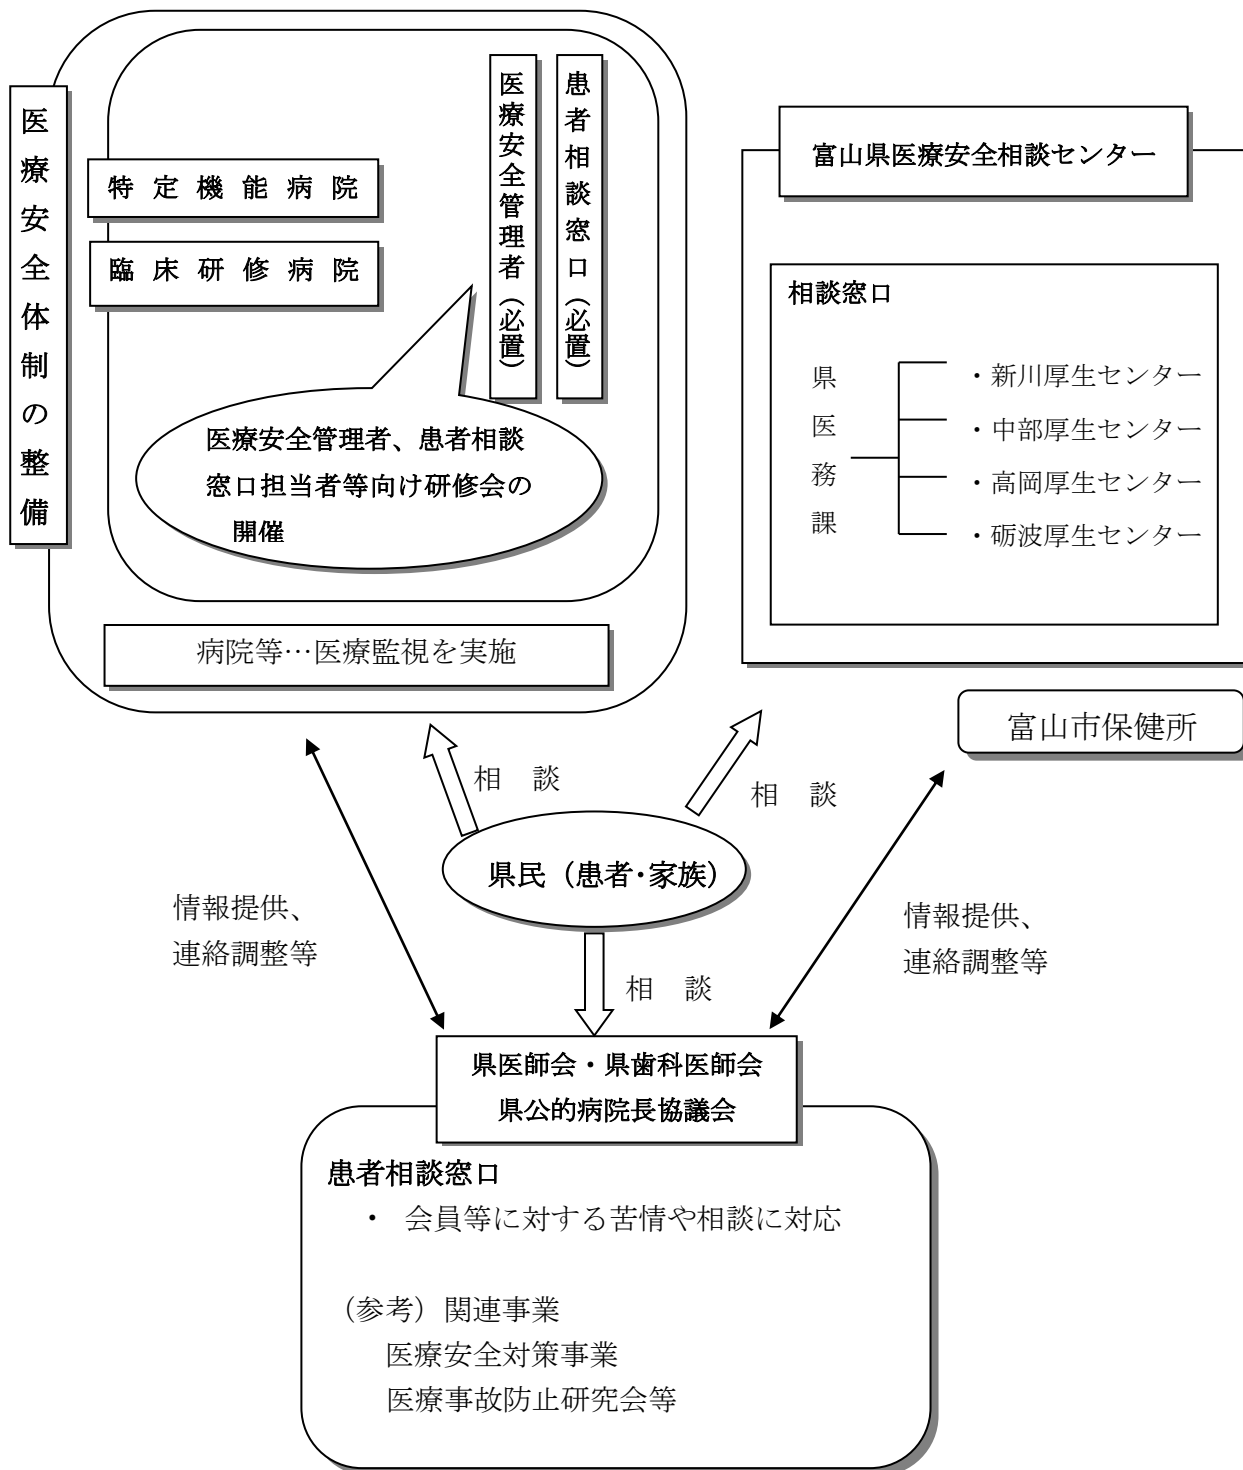 医療安全体制の整備
特定機能病院
臨床研修病院
医療安全管理者（必置）
患者相談窓口（必置）
医療安全管理者、患者相談
窓口担当者等向け研修会の
開催
病院等…医療監視を実施
富山県医療安全相談センター
相談窓口
県医務課
・新川厚生センター
・中部厚生センター
・高岡厚生センター
・砺波厚生センター
富山市保健所
相　談
相　談
県民（患者・家族）
情報提供、
連絡調整等
情報提供、
連絡調整等
相　談
県医師会・県歯科医師会
県公的病院長協議会
患者相談窓口
・　会員等に対する苦情や相談に対応
（参考）関連事業
医療安全対策事業
医療事故防止研究会等